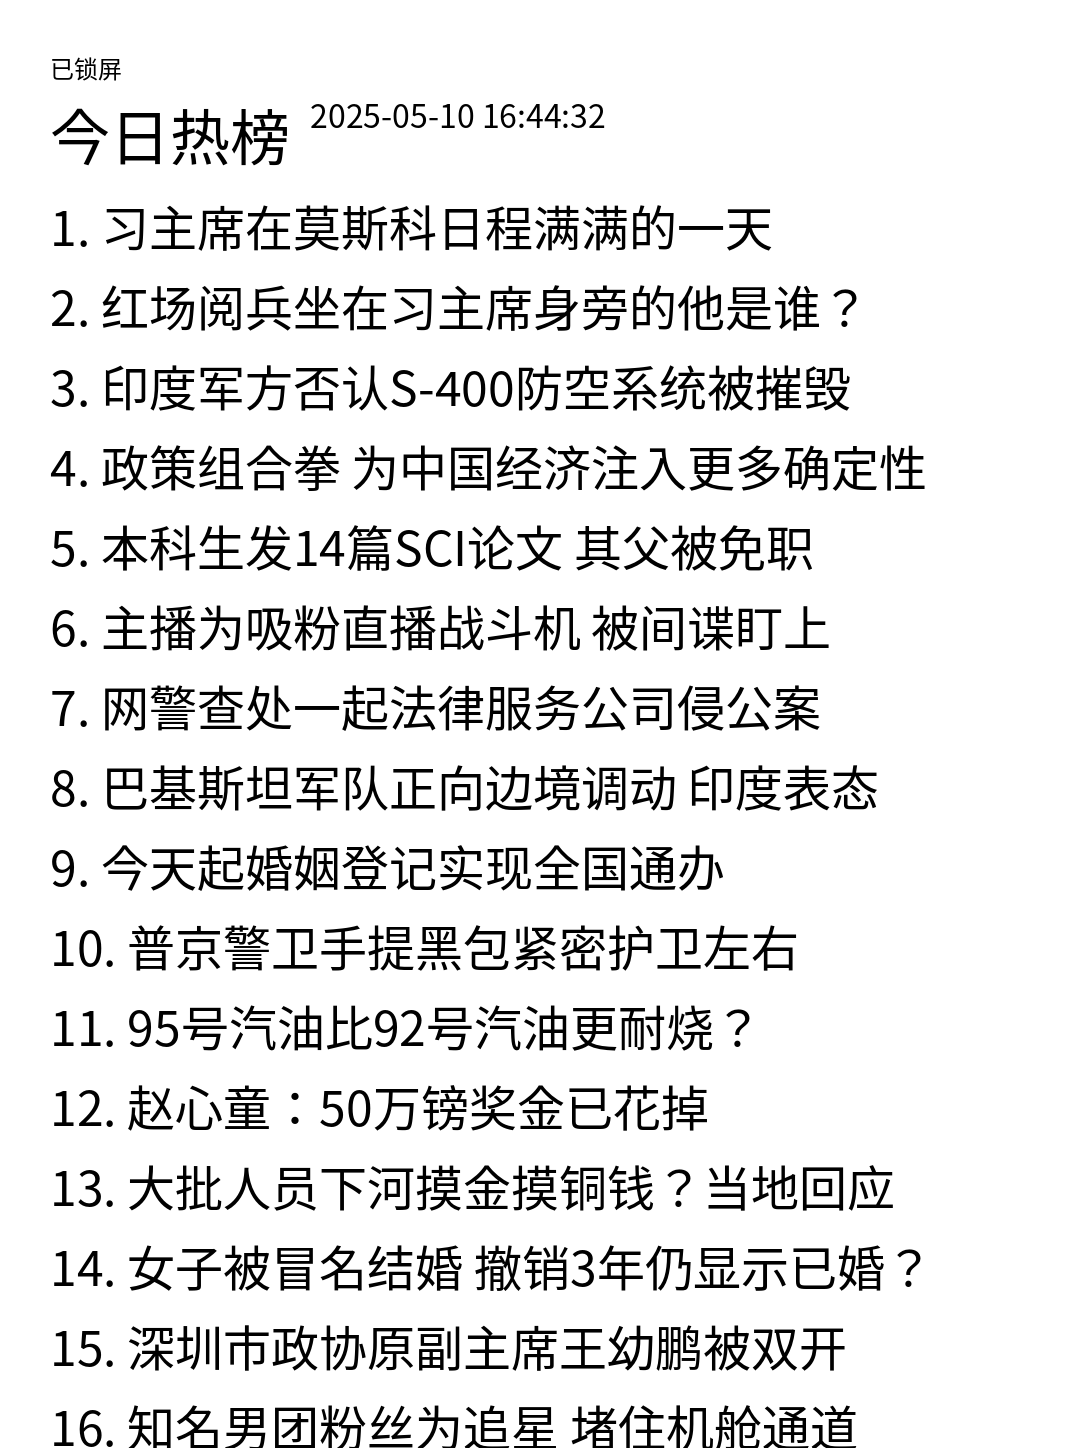 已锁屏
今日热榜 2025-05-10 16:44:32
1. 习主席在莫斯科日程满满的一天
2. 红场阅兵坐在习主席身旁的他是谁？
3. 印度军方否认S-400防空系统被摧毁
4. 政策组合拳 为中国经济注入更多确定性
5. 本科生发14篇SCI论文 其父被免职
6. 主播为吸粉直播战斗机 被间谍盯上
7. 网警查处一起法律服务公司侵公案
8. 巴基斯坦军队正向边境调动 印度表态
9. 今天起婚姻登记实现全国通办
10. 普京警卫手提黑包紧密护卫左右
11. 95号汽油比92号汽油更耐烧？
12. 赵心童：50万镑奖金已花掉
13. 大批人员下河摸金摸铜钱？当地回应
14. 女子被冒名结婚 撤销3年仍显示已婚？
15. 深圳市政协原副主席王幼鹏被双开
16. 知名男团粉丝为追星 堵住机舱通道